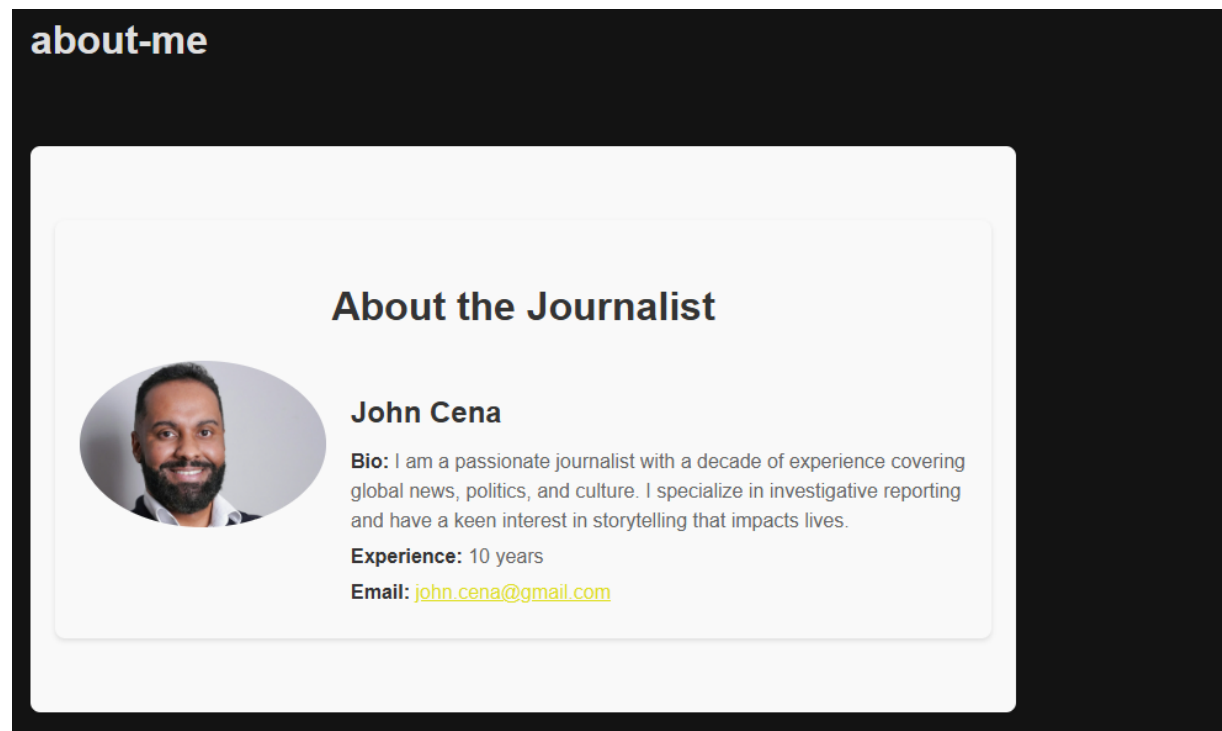 about-me
About the Journalist
John Cena
Bio: I am a passionate journalist with a decade of experience covering
global news, politics, and culture. I specialize in investigative reporting
and have a keen interest in storytelling that impacts lives.
Experience: 10 years
Email: john.cena@gmail.com